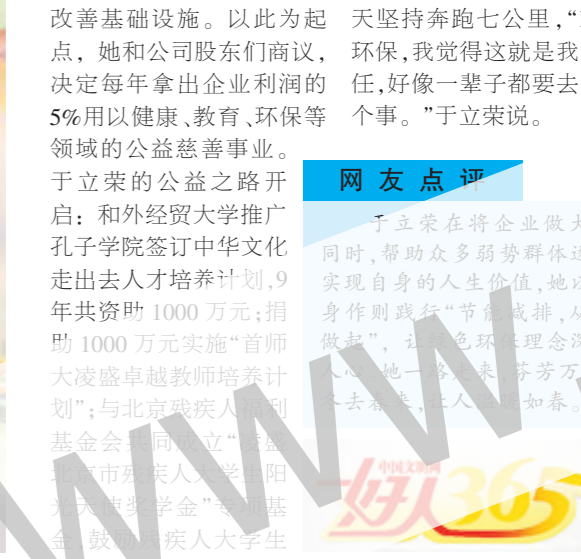 改善基础设施。以此为起
点，她和公司股东们商议，
决定每年拿出企业利润的
5%用以健康、教育、环保等
领域的公益慈善事业。
于立荣的公益之路开
启：和外经贸大学推广
孔子学院签订中华文化
走出去人才培养计划,9
年共资助 1000 万元;捐
助 1000 万元实施“首师
大凌盛卓越教师培养计
划”;与北京残疾人福利
基金会共同成立“凌盛
北京市残疾人大学生阳
光天使奖学金”专项基
金,鼓励残疾人大学生
天坚持奔跑七公里,“
环保,我觉得这就是我
任,好像一辈子都要去
个事。”于立荣说。
网友点评
于立荣在将企业做大
同时,帮助众多弱势群体
实现自身的人生价值,她以
身作则践行“节能减排,从
做起”，让绿色环保理念深
人心。她一路走来,芬芳万
冬去春来,让人温暖如春。
中国文明网
好人365
WWW